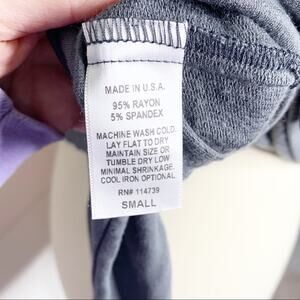 MADE IN U.S.A.
95% RAYON
5% SPANDEX
MACHINE WASH COLD.
LAY FLAT TO DRY
MAINTAIN SIZE OR
TUMBLE DRY LOW
MINIMAL SHRINKAGE.
COOL IRON OPTIONAL.
RN# 114739
SMALL